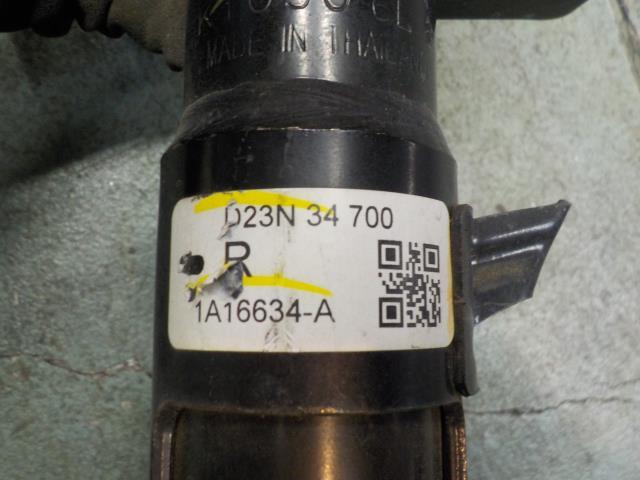 MADE IN THAILAND
D23N 34 700
R
1A16634-A